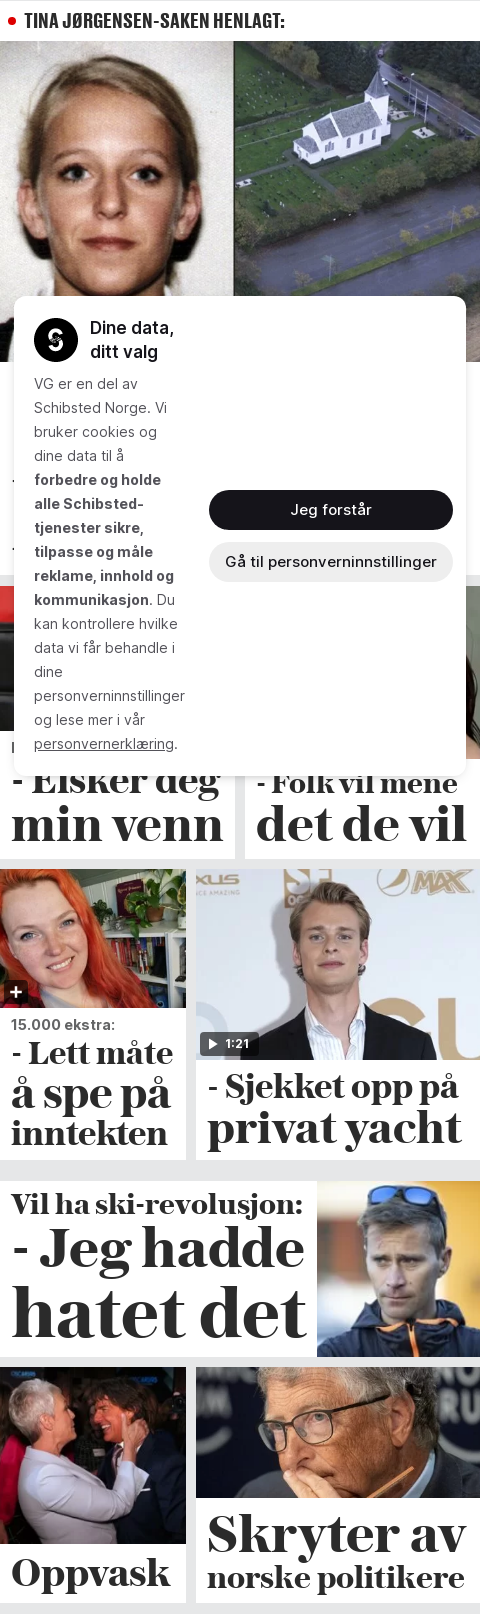 TINA JØRGENSEN-SAKEN HENLAGT:
Dine data,
ditt valg
VG er en del av
Schibsted Norge. Vi
bruker cookies og
dine data til å
forbedre og holde
alle Schibsted-
tjenester sikre,
tilpasse og måle
reklame, innhold og
kommunikasjon. Du
kan kontrollere hvilke
data vi får behandle i
dine
personverninnstillinger
og lese mer i vår
personvernerklæring.
Jeg forstår
Gå til personverninnstillinger
- Elsker deg
min venn
- Folk vil mene
det de vil
15.000 ekstra:
- Lett måte
å spe på
inntekten
MAX
1:21
- Sjekket opp på
privat yacht
Vil ha ski-revolusjon:
- Jeg hadde
hatet det
Oppvask
Skryter av
norske politikere